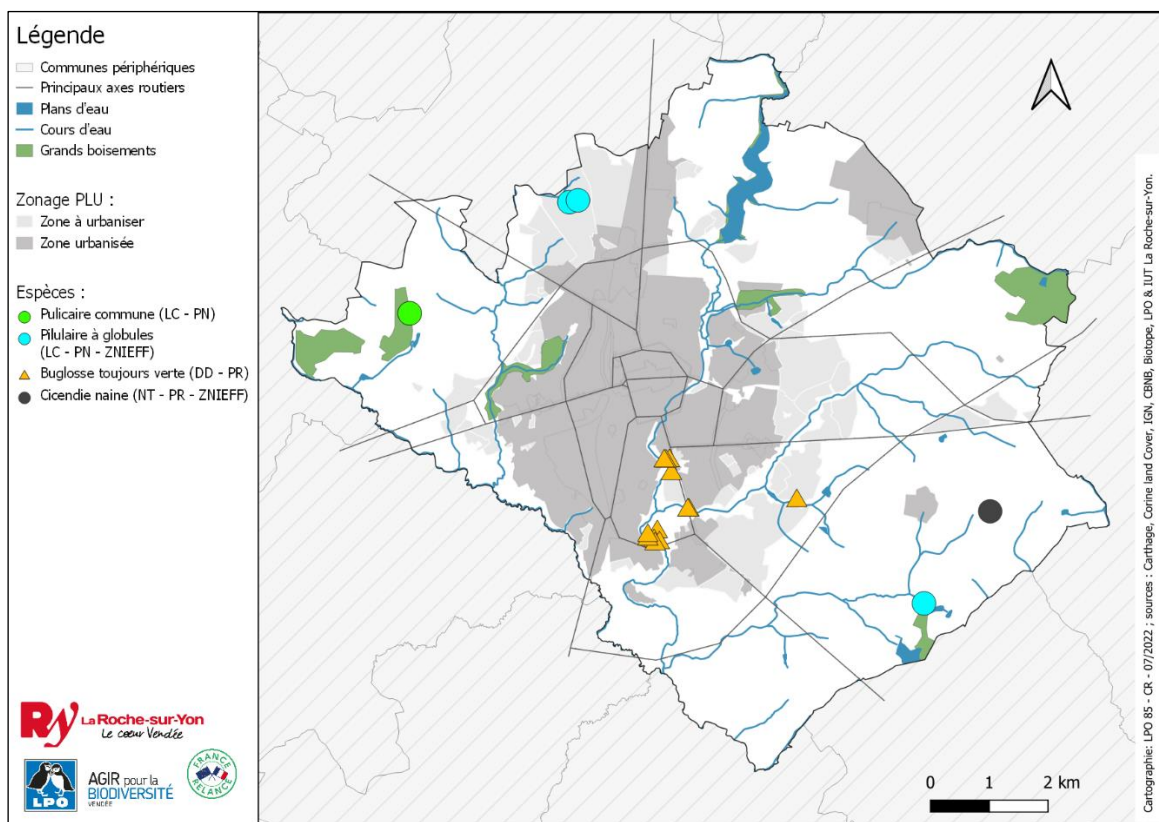 Légende
Communes périphériques
Principaux axes routiers
Plans d'eau
Cours d'eau
Grands boisements
Zonage PLU :
Zone à urbaniser
Zone urbanisée
Espèces :
Pulicaire commune (LC - PN)
Pilulaire à globules
(LC - PN - ZNIEFF)
Buglosse toujours verte (DD - PR)
Cicendie naine (NT - PR - ZNIEFF)
Ry La Roche-sur-Yon
Le cœur Vendée
LPO
AGIR pour la
BIODIVERSITÉ
VENDÉE
FRANCE
RELANCE
0 1 2 km
Cartographie: LPO 85 - CR - 07/2022 ; sources : Carthage, Corine land Cover, IGN, CBNB, Biotope, LPO & IUT La Roche-sur-Yon.